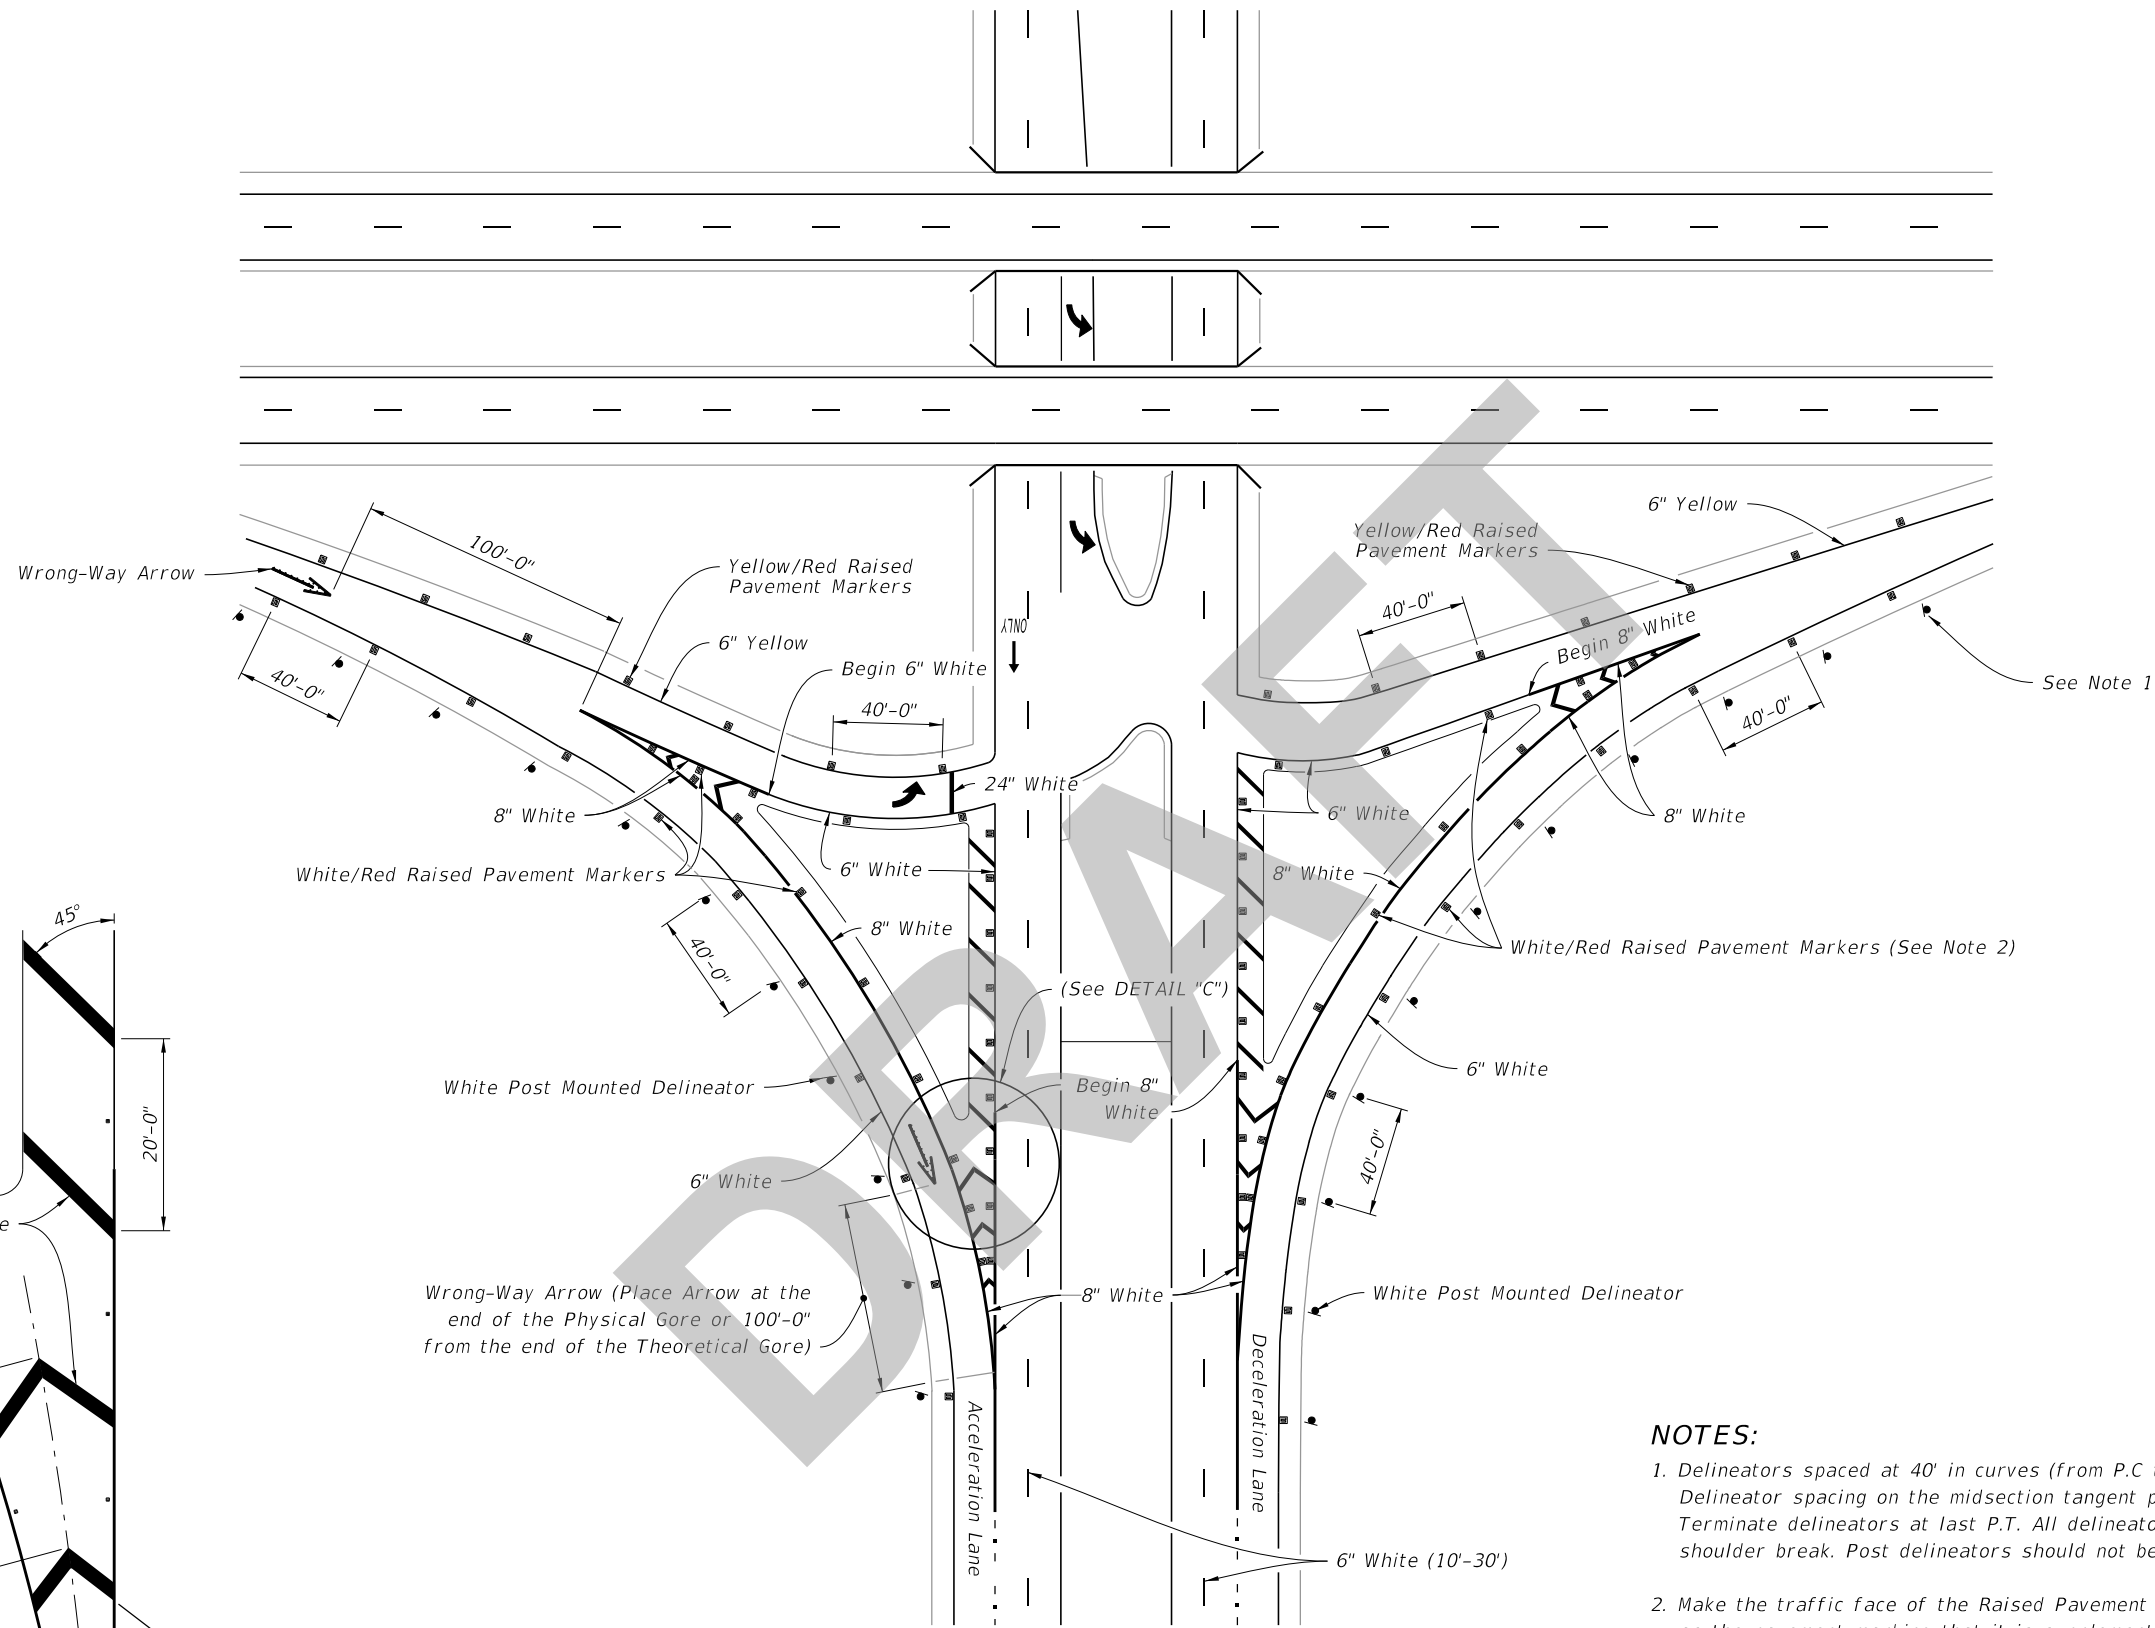 6" Yellow
Yellow/Red Raised
Pavement Markers
100'-0"
Wrong-Way Arrow
Yellow/Red Raised
Pavement Markers
40'-0"
ONLY
6" Yellow
Begin 8" White
Begin 6" White
40'-0"
40'-0"
See Note 1
40'-0"
24" White
8" White
6" White
8" White
6" White
8" White
White/Red Raised Pavement Markers
45°
8" White
40'-0"
White/Red Raised Pavement Markers (See Note 2)
(See DETAIL "C")
6" White
White Post Mounted Delineator
Begin 8"
White
20'-0"
40'-0"
6" White
Wrong-Way Arrow (Place Arrow at the
end of the Physical Gore or 100'-0"
from the end of the Theoretical Gore)
8" White
White Post Mounted Delineator
Acceleration Lane
Deceleration Lane
6" White (10'-30')
DRAFT
NOTES:
1. Delineators spaced at 40' in curves (from P.C
Delineator spacing on the midsection tangent
Terminate delineators at last P.T. All
shoulder break. Post delineators should not be
2. Make the traffic face of the Raised Pavement